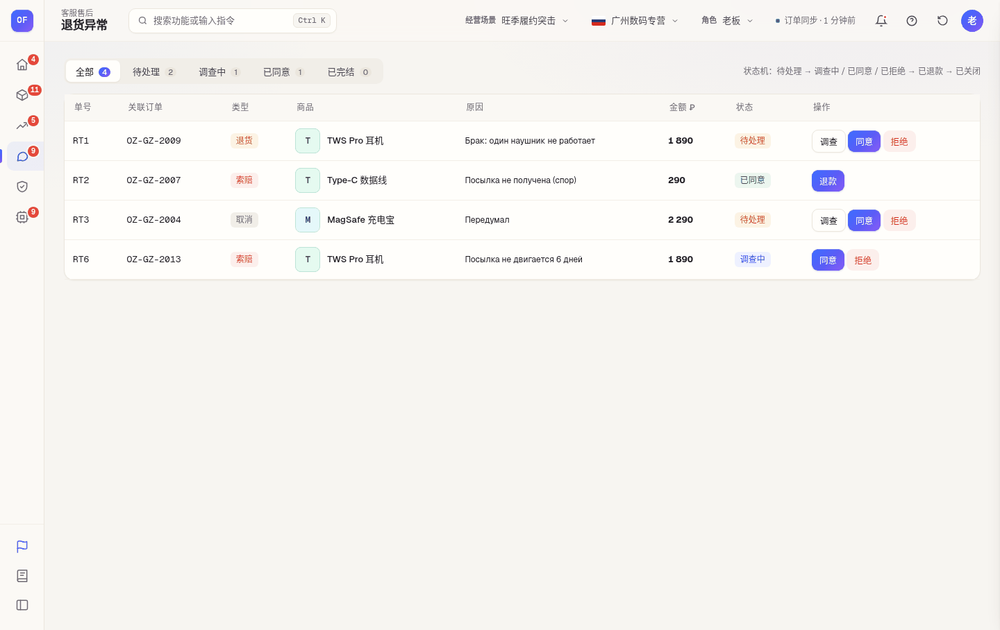 OF
客服售后
退货异常
搜索功能或输入指令
Ctrl K
经营场景 旺季履约突击
广州数码专营
角色 老板
订单同步 · 1 分钟前
老
4
11
5
9
9
全部 4
待处理 2
调查中 1
已同意 1
已完结 0
状态机：待处理 → 调查中 / 已同意 / 已拒绝 → 已退款 → 已关闭
单号 关联订单 类型 商品 原因 金额 ₽ 状态 操作
RT1 OZ-GZ-2009 退货 T TWS Pro 耳机 Брак: один наушник не работает 1 890 待处理 调查 同意 拒绝
RT2 OZ-GZ-2007 索赔 T Type-C 数据线 Посылка не получена (спор) 290 已同意 退款
RT3 OZ-GZ-2004 取消 M MagSafe 充电宝 Передумал 2 290 待处理 调查 同意 拒绝
RT6 OZ-GZ-2013 索赔 T TWS Pro 耳机 Посылка не двигается 6 дней 1 890 调查中 同意 拒绝